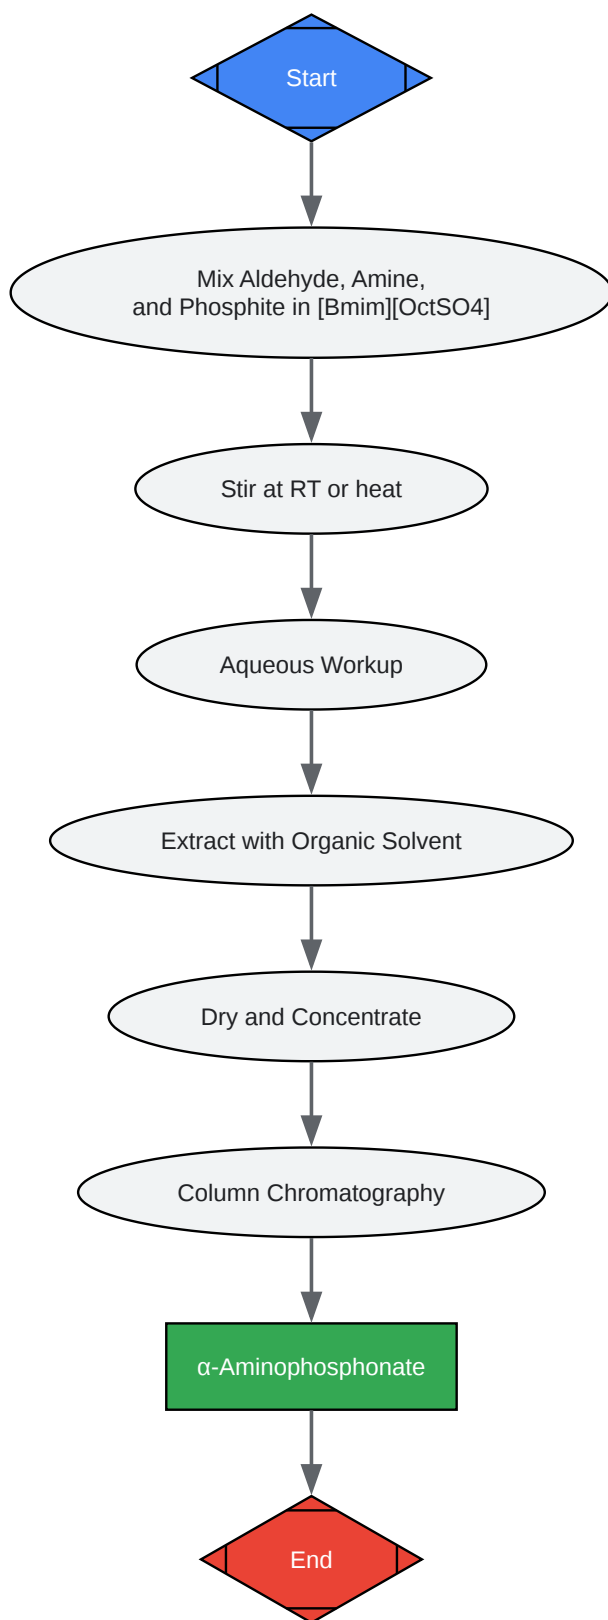 Start
Mix Aldehyde, Amine,
and Phosphite in [Bmim][OctSO4]
Stir at RT or heat
Aqueous Workup
Extract with Organic Solvent
Dry and Concentrate
Column Chromatography
α-Aminophosphonate
End